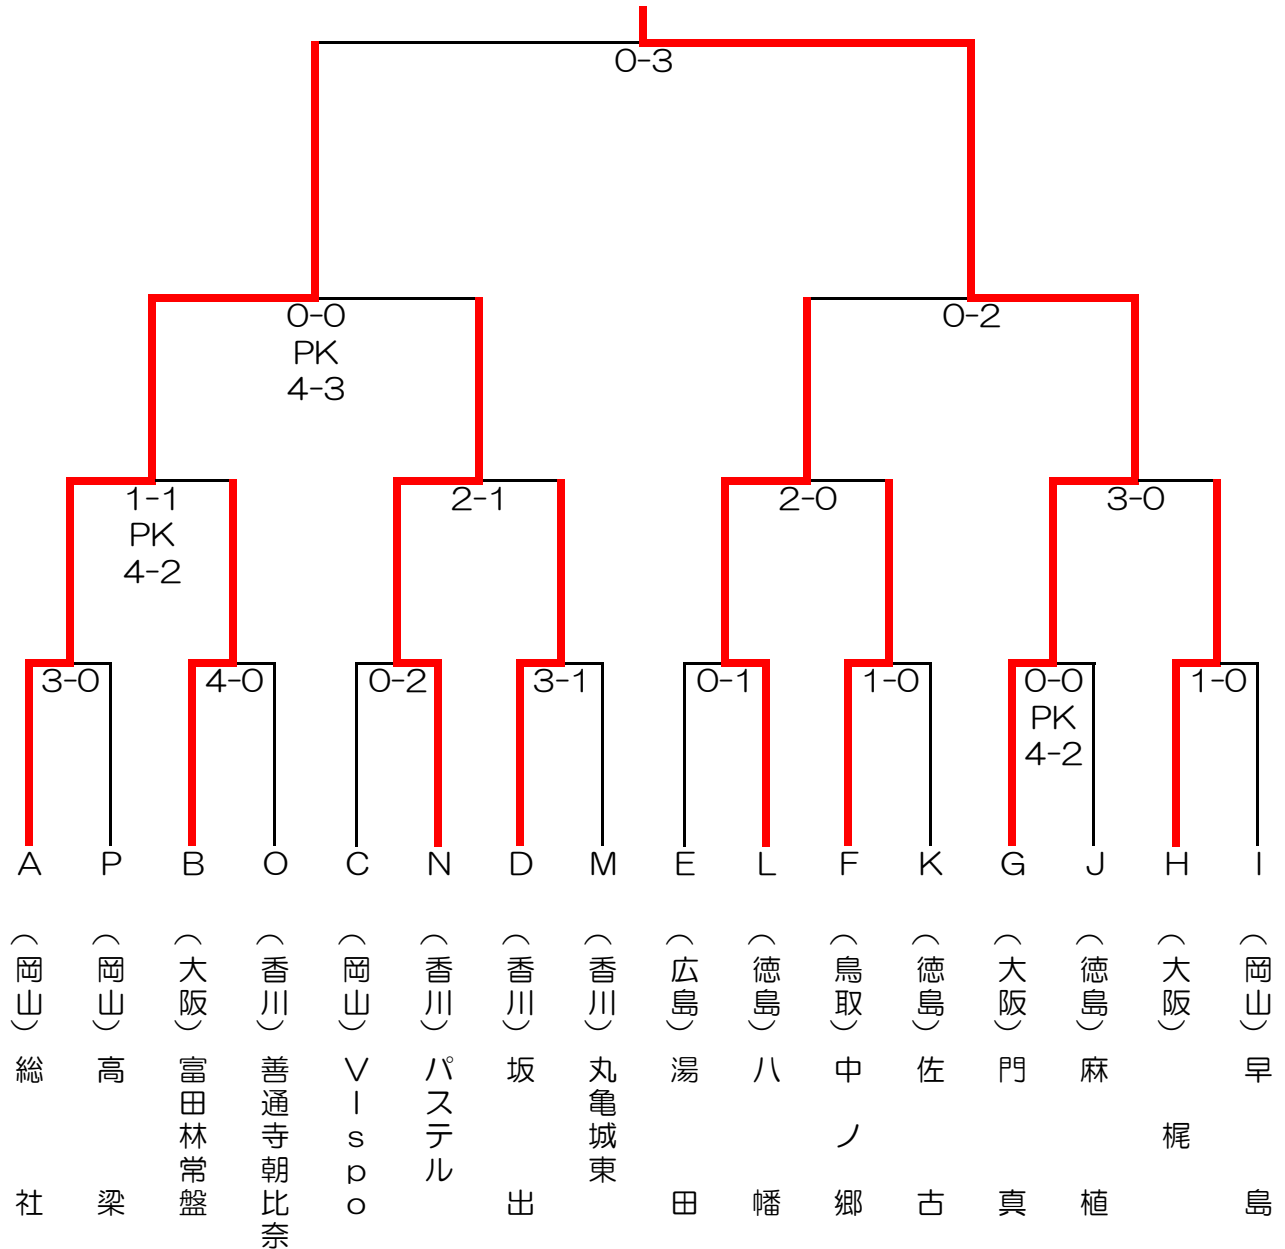 0-3
0-0
PK
4-3
0-2
1-1
PK
4-2
2-1
2-0
3-0
3-0
4-0
0-2
3-1
0-1
1-0
0-0
PK
4-2
1-0
A
P
B
O
C
N
D
M
E
L
F
K
G
J
H
I
（岡山）総社
（岡山）高梁
（大阪）富田林常盤
（香川）善通寺朝比奈
（岡山）VIspo
（香川）パステル
（香川）坂出
（香川）丸亀城東
（広島）湯田
（徳島）八幡
（鳥取）中ノ郷
（徳島）佐古
（大阪）門真
（徳島）麻植
（大阪）梶
（岡山）早島